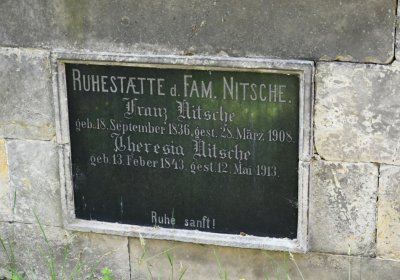 RUHESTÆTTE d. FAM. NITSCHE.
Franz Nitsche
geb. 18. September 1836, gest. 28. März 1908.
Theresia Nitsche
geb. 13. Feber 1843, gest. 12. Mai 1913.
Ruhe sanft!